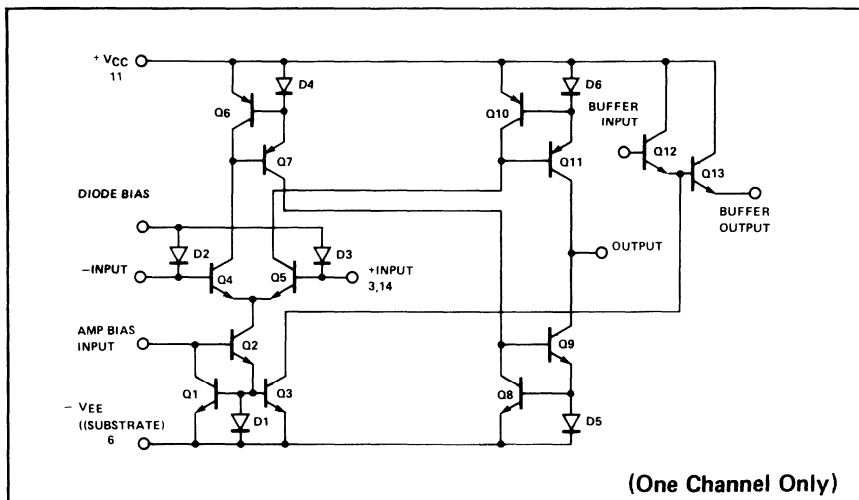 + VCC
11
D4
D6
Q6
Q10
BUFFER
INPUT
Q7
Q11
Q12
Q13
DIODE BIAS
BUFFER
OUTPUT
D2
D3
OUTPUT
–INPUT
Q4
Q5
+INPUT
3,14
AMP BIAS
INPUT
Q2
Q9
Q1
Q3
Q8
– VEE
((SUBSTRATE)
6
D1
D5
(One Channel Only)